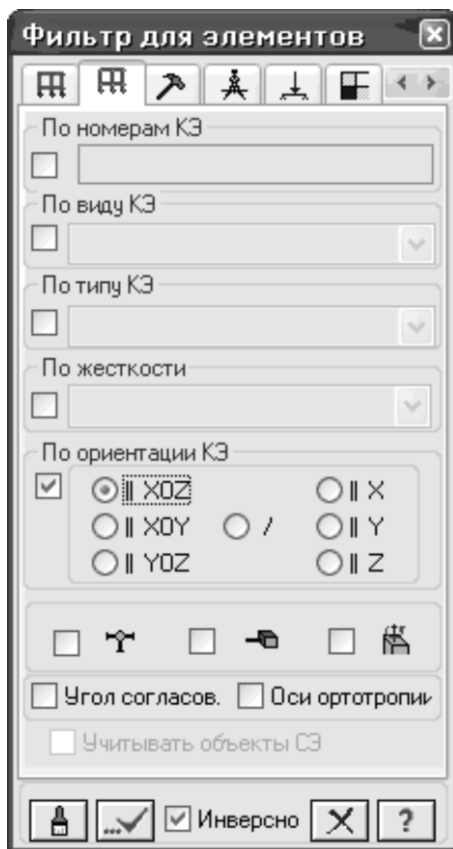 Фильтр для элементов
По номерам КЭ
По виду КЭ
По типу КЭ
По жесткости
По ориентации КЭ
|| XOZ || X
|| XOY / || Y
|| YOZ || Z
Угол согласов. Оси ортотропии
Учитывать объекты СЭ
... Инверсно ?